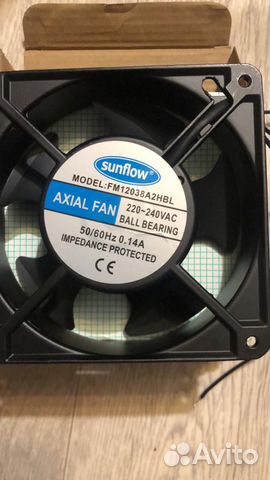 sunflow®
MODEL:FM12038A2HBL
AXIAL FAN
220~240VAC
BALL BEARING
50/60Hz 0.14A
IMPEDANCE PROTECTED
CE
Avito